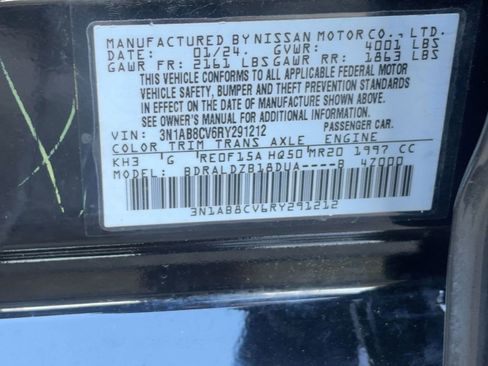 MANUFACTURED BY NISSAN MOTOR CO., LTD.
DATE: 01/24. GVWR: 4001 LBS
GAWR FR: 2161 LBS GAWR RR: 1863 LBS
THIS VEHICLE CONFORMS TO ALL APPLICABLE FEDERAL MOTOR
VEHICLE SAFETY, BUMPER, AND THEFT PREVENTION STANDARDS
IN EFFECT ON THE DATE OF MANUFACTURE SHOWN ABOVE.
SEE OWNER'S MANUAL FOR ADDITIONAL INFORMATION.
VIN: 3N1AB8CV6RY291212 PASSENGER CAR.
COLOR TRIM TRANS AXLE ENGINE
KH3 G RE0F15A HQ50 MR20 1997 CC
MODEL: BDRALDZB18DUA----B 47000
3N1AB8CV6RY291212